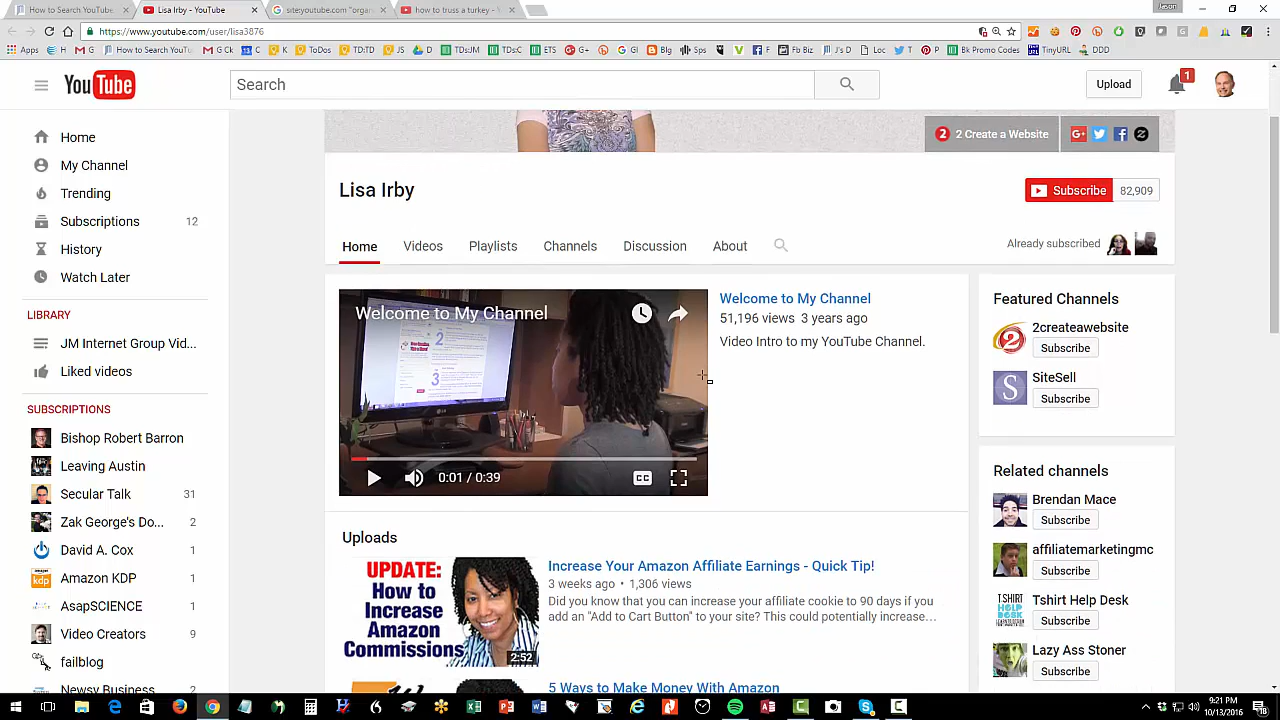 How to Search YouTu
Lisa Irby - YouTube
site:youtube.com "organ
how to truss a turkey - Y
Jason
https://www.youtube.com/user/lisa3876
Apps
H
G
How to Search YouTu
C
K
ToDos
TD:TD
JS
TDsJM
TDsC
ETS
G+
GI
Blg
Sps
V
F
Fb Biz
J's D
Loc
T Ck
P
Bk Promo Codes
TinyURL
DDD
YouTube
Search
Upload
1
Home
My Channel
Trending
Subscriptions 12
History
Watch Later
LIBRARY
JM Internet Group Vid...
Liked videos
SUBSCRIPTIONS
Bishop Robert Barron
Leaving Austin
Secular Talk 31
Zak George's Do... 2
David A. Cox 1
Amazon KDP 1
AsapSCIENCE 1
Video Creators 9
failblog
Newsy Business 2
2 Create a Website
Lisa Irby
Subscribe 82,909
Home Videos Playlists Channels Discussion About
Already subscribed
Welcome to My Channel
0:01 / 0:39
CC
Welcome to My Channel
51,196 views 3 years ago
Video Intro to my YouTube Channel.
Uploads
UPDATE:
How to
Increase
Amazon
Commissions
2:52
Increase Your Amazon Affiliate Earnings - Quick Tip!
3 weeks ago • 1,306 views
Did you know that you can increase your affiliate cookie to 90 days if you
add an "Add to Cart Button" to your site? This could potentially increase...
5 Ways to Make Money With Amazon
Featured Channels
2createawebsite
Subscribe
SiteSell
Subscribe
Related channels
Brendan Mace
Subscribe
affiliatemarketingmc
Subscribe
Tshirt Help Desk
Subscribe
Lazy Ass Stoner
Subscribe
9:21 PM
10/13/2016